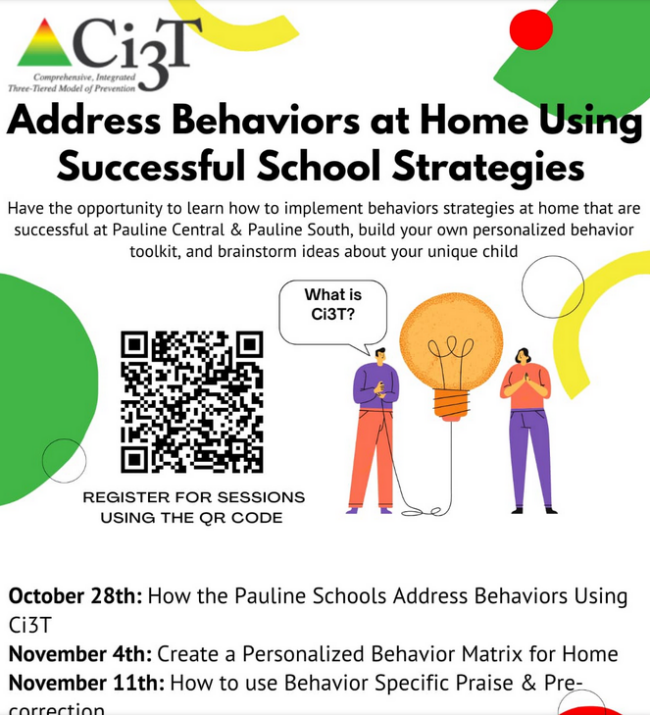 Ci3T
Comprehensive, Integrated
Three-Tiered Model of Prevention
Address Behaviors at Home Using
Successful School Strategies
Have the opportunity to learn how to implement behaviors strategies at home that are
successful at Pauline Central & Pauline South, build your own personalized behavior
toolkit, and brainstorm ideas about your unique child
What is
Ci3T?
REGISTER FOR SESSIONS
USING THE QR CODE
October 28th: How the Pauline Schools Address Behaviors Using
Ci3T
November 4th: Create a Personalized Behavior Matrix for Home
November 11th: How to use Behavior Specific Praise & Pre-
correction